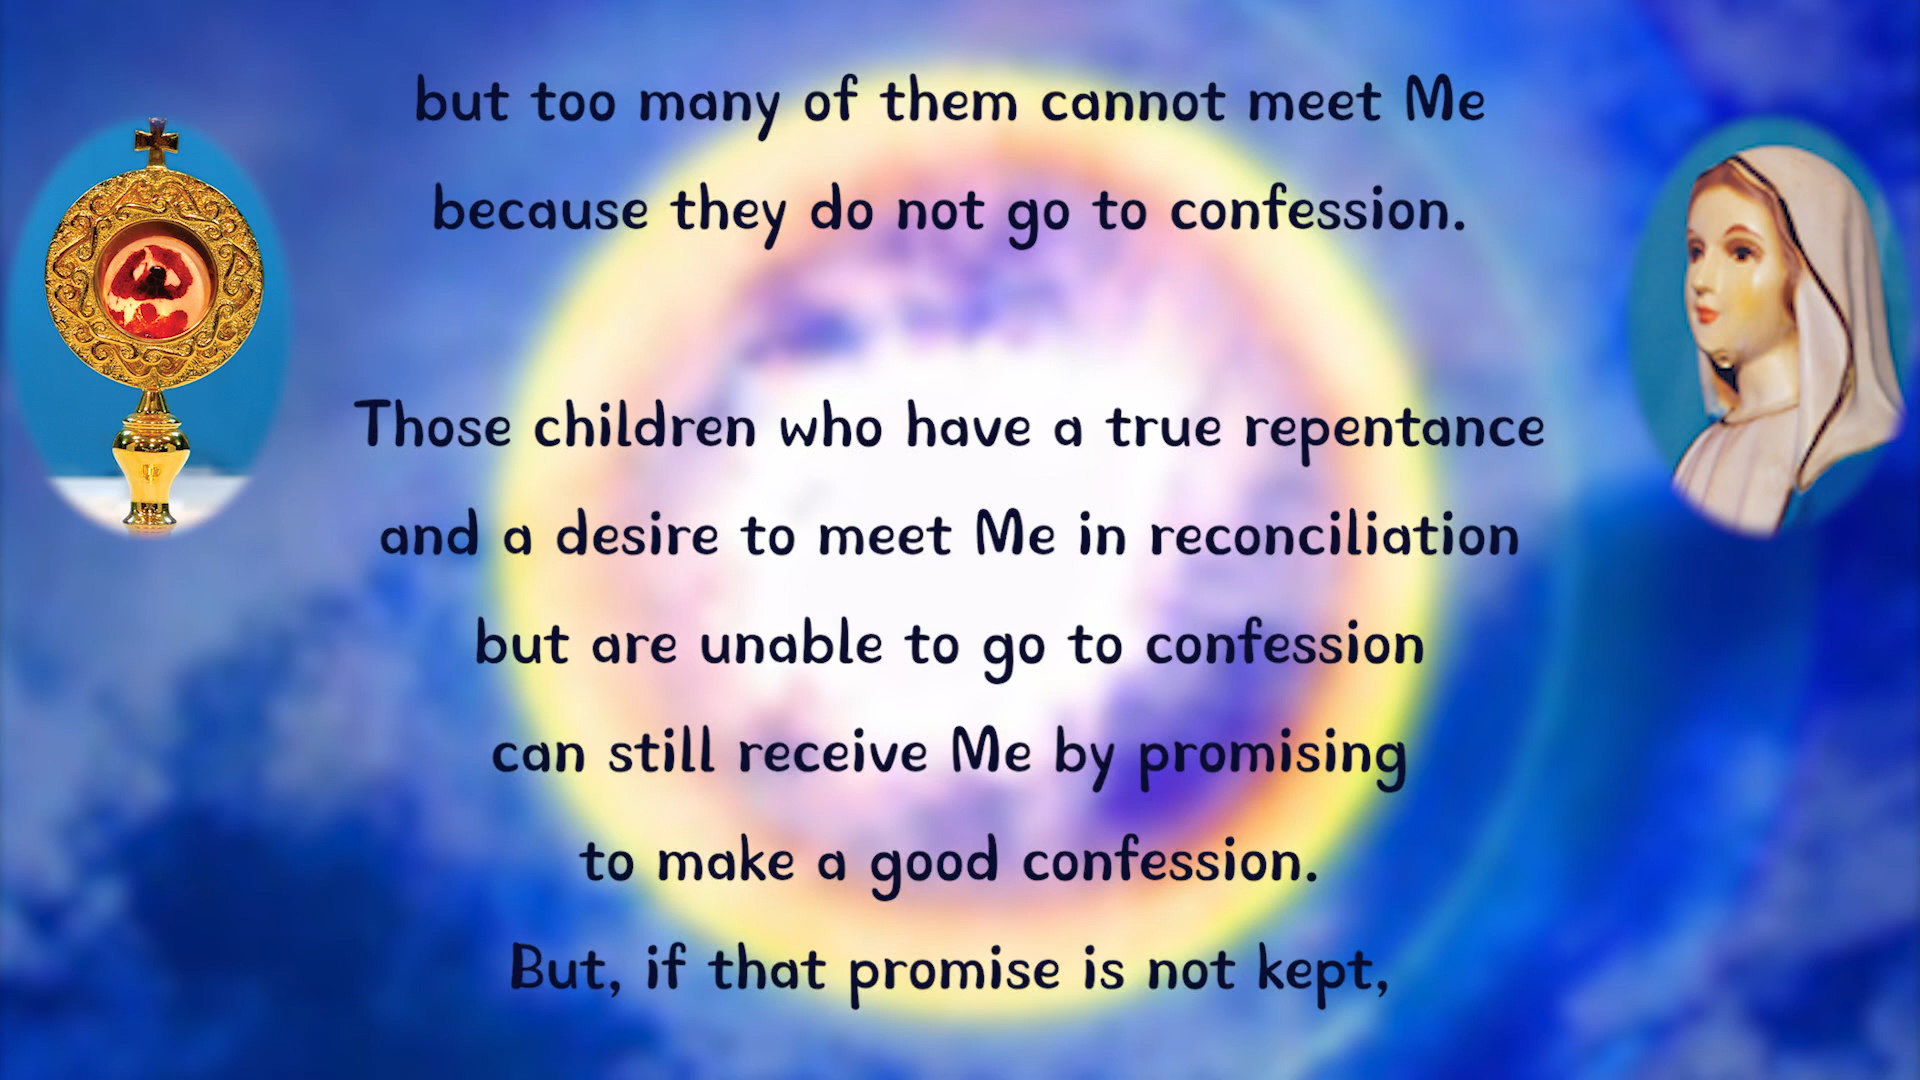 but too many of them cannot meet Me
because they do not go to confession.
Those children who have a true repentance
and a desire to meet Me in reconciliation
but are unable to go to confession
can still receive Me by promising
to make a good confession.
But, if that promise is not kept,